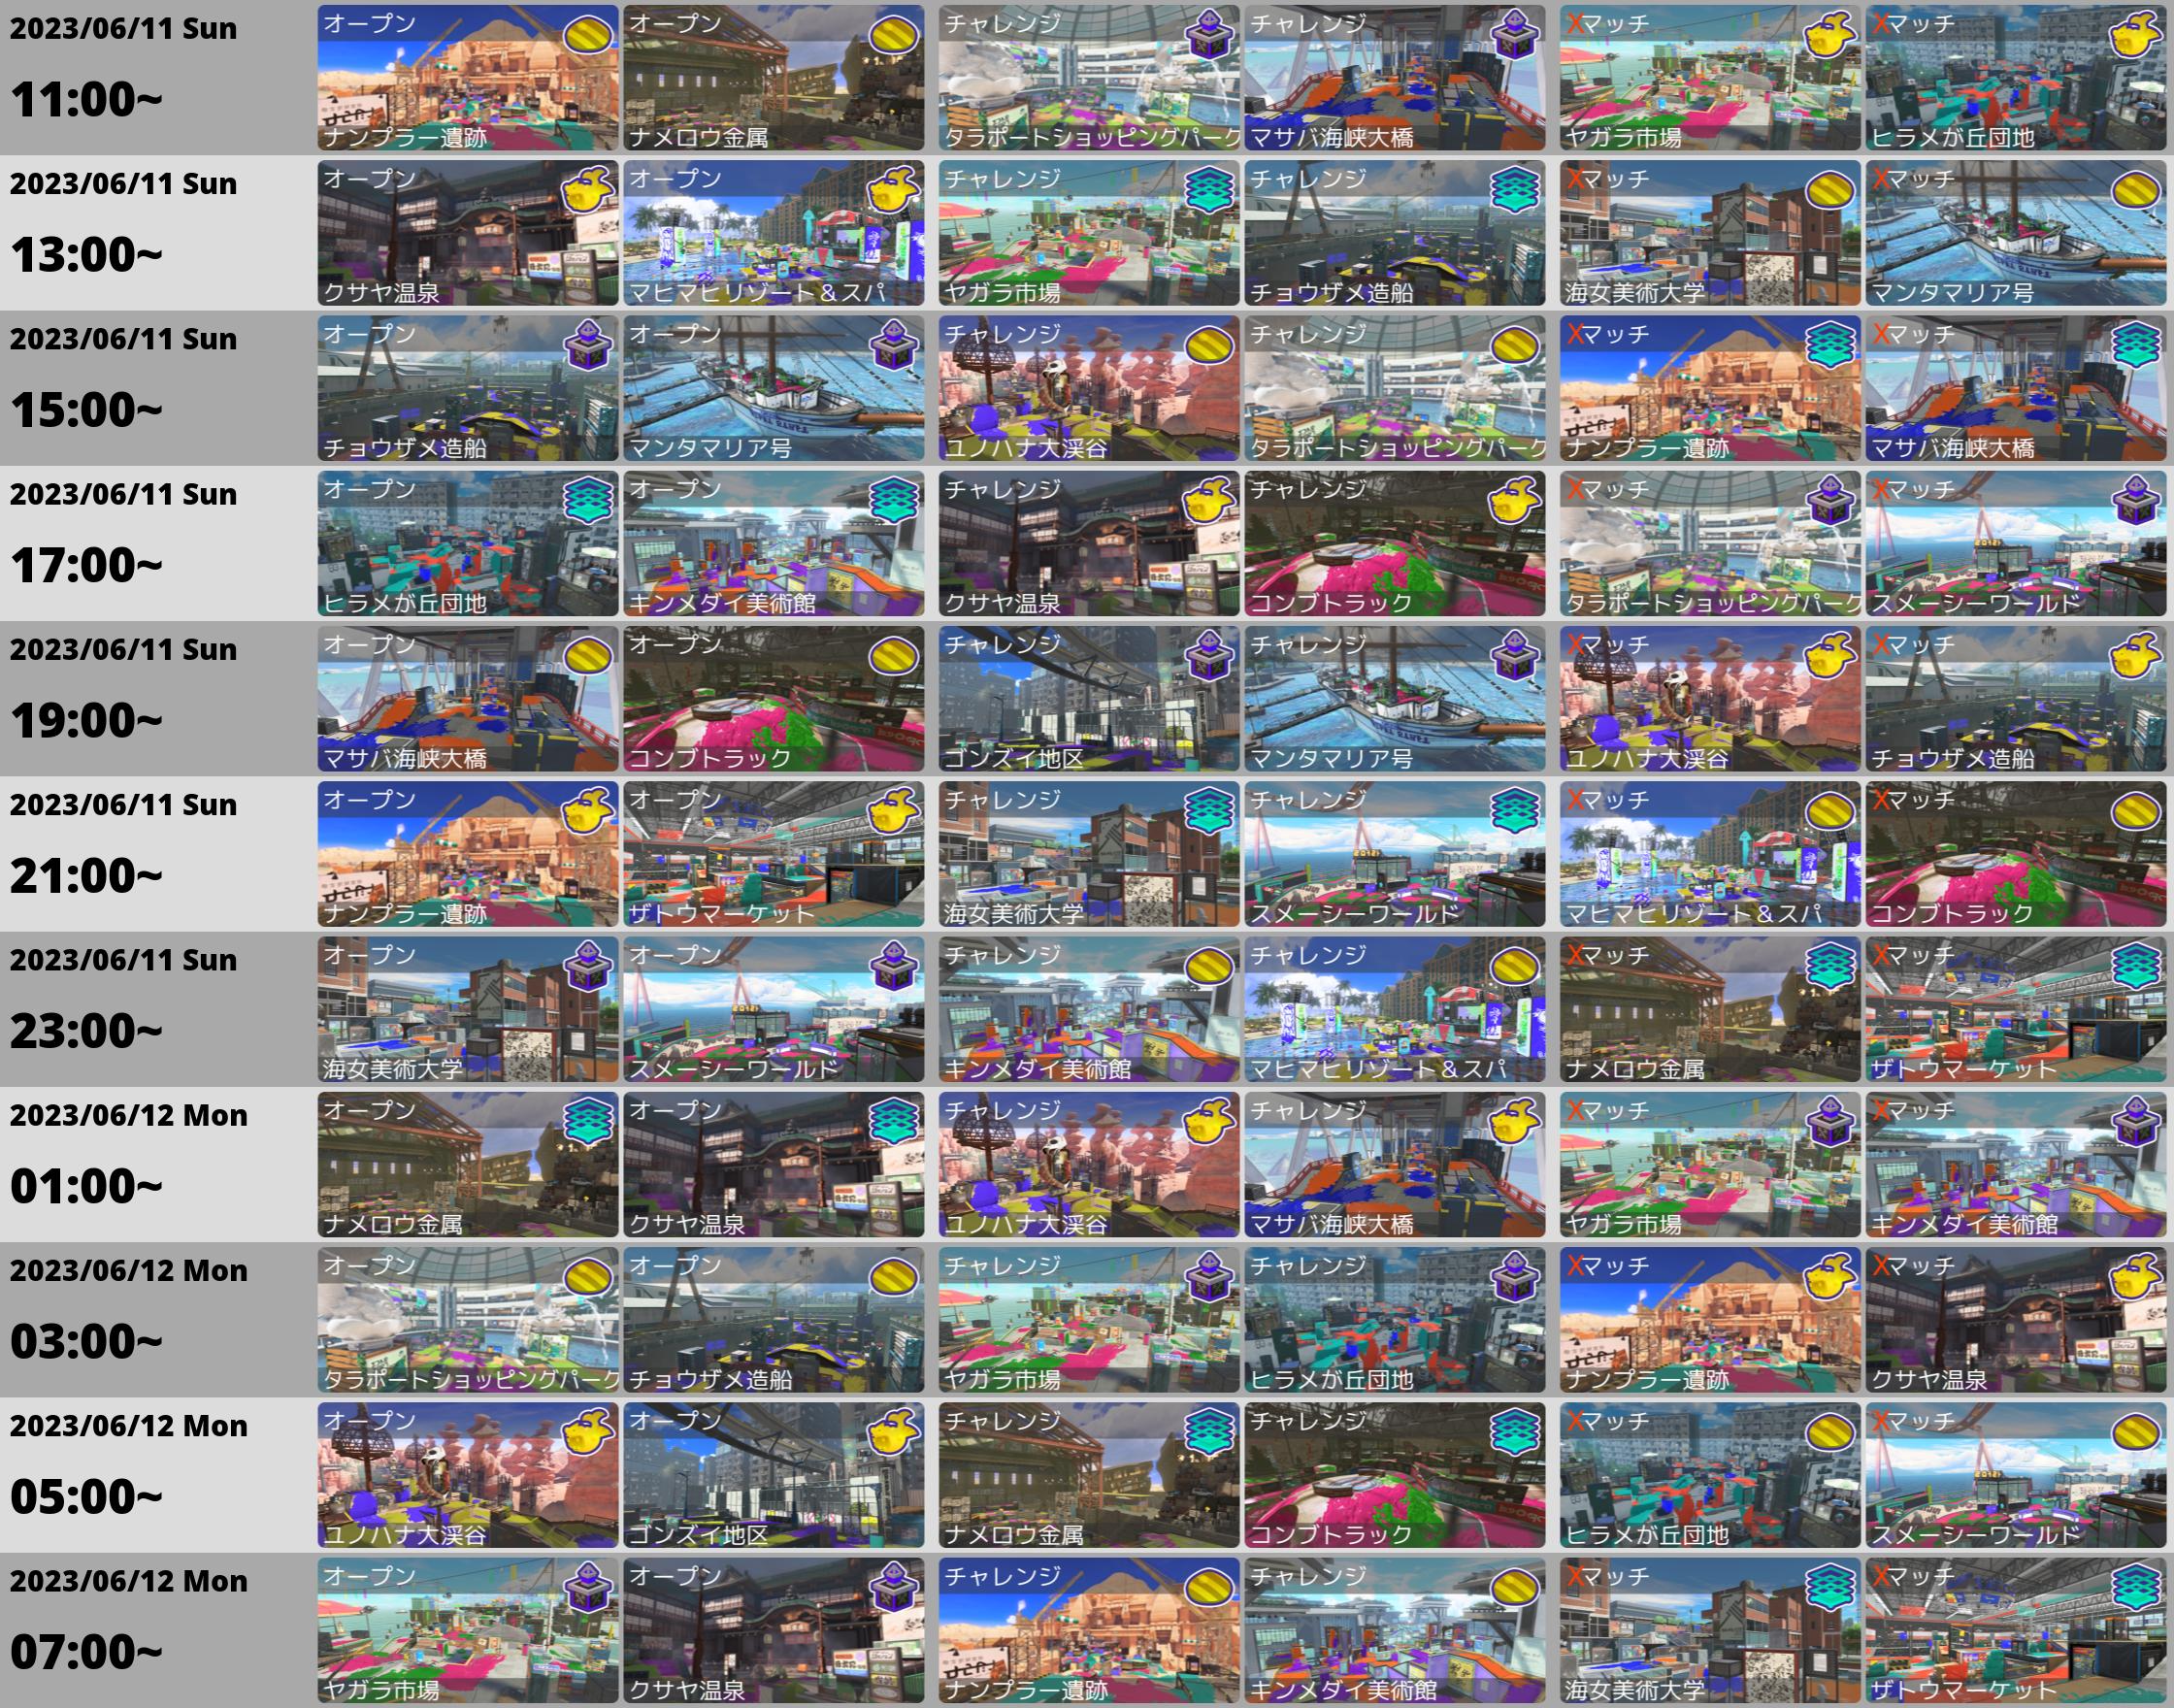 2023/06/11 Sun
11:00~
オープン
ナンプラー遺跡
オープン
ナメロウ金属
チャレンジ
タラポートショッピングパーク
チャレンジ
マサバ海峡大橋
Xマッチ
ヤガラ市場
Xマッチ
ヒラメが丘団地
2023/06/11 Sun
13:00~
オープン
クサヤ温泉
オープン
マヒマヒリゾート&スパ
チャレンジ
ヤガラ市場
チャレンジ
チョウザメ造船
Xマッチ
海女美術大学
Xマッチ
マンタマリア号
2023/06/11 Sun
15:00~
オープン
チョウザメ造船
オープン
マンタマリア号
チャレンジ
ユノハナ大渓谷
チャレンジ
タラポートショッピングパーク
Xマッチ
ナンプラー遺跡
Xマッチ
マサバ海峡大橋
2023/06/11 Sun
17:00~
オープン
ヒラメが丘団地
オープン
キンメダイ美術館
チャレンジ
クサヤ温泉
チャレンジ
コンブトラック
Xマッチ
タラポートショッピングパーク
Xマッチ
スメーシーワールド
2023/06/11 Sun
19:00~
オープン
マサバ海峡大橋
オープン
コンブトラック
チャレンジ
ゴンズイ地区
チャレンジ
マンタマリア号
Xマッチ
ユノハナ大渓谷
Xマッチ
チョウザメ造船
2023/06/11 Sun
21:00~
オープン
ナンプラー遺跡
オープン
ザトウマーケット
チャレンジ
海女美術大学
チャレンジ
スメーシーワールド
Xマッチ
マヒマヒリゾート&スパ
Xマッチ
コンブトラック
2023/06/11 Sun
23:00~
オープン
海女美術大学
オープン
スメーシーワールド
チャレンジ
キンメダイ美術館
チャレンジ
マヒマヒリゾート&スパ
Xマッチ
ナメロウ金属
Xマッチ
ザトウマーケット
2023/06/12 Mon
01:00~
オープン
ナメロウ金属
オープン
クサヤ温泉
チャレンジ
ユノハナ大渓谷
チャレンジ
マサバ海峡大橋
Xマッチ
ヤガラ市場
Xマッチ
キンメダイ美術館
2023/06/12 Mon
03:00~
オープン
タラポートショッピングパーク
オープン
チョウザメ造船
チャレンジ
ヤガラ市場
チャレンジ
ヒラメが丘団地
Xマッチ
ナンプラー遺跡
Xマッチ
クサヤ温泉
2023/06/12 Mon
05:00~
オープン
ユノハナ大渓谷
オープン
ゴンズイ地区
チャレンジ
ナメロウ金属
チャレンジ
コンブトラック
Xマッチ
ヒラメが丘団地
Xマッチ
スメーシーワールド
2023/06/12 Mon
07:00~
オープン
ヤガラ市場
オープン
クサヤ温泉
チャレンジ
ナンプラー遺跡
チャレンジ
キンメダイ美術館
Xマッチ
海女美術大学
Xマッチ
ザトウマーケット